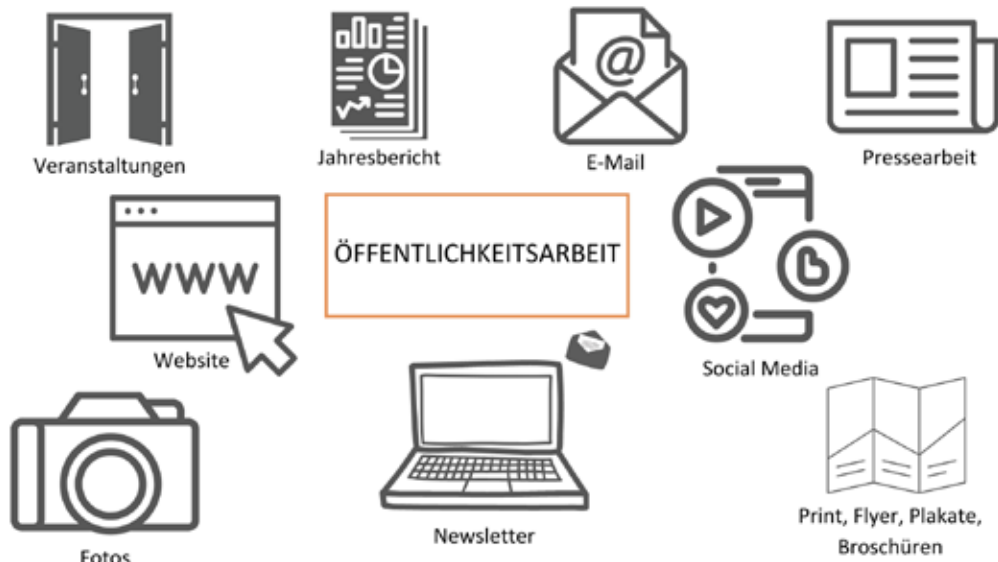 Veranstaltungen
Jahresbericht
@
E-Mail
Pressearbeit
WWW
Website
ÖFFENTLICHKEITSARBEIT
Social Media
Fotos
Newsletter
Print, Flyer, Plakate,
Broschüren